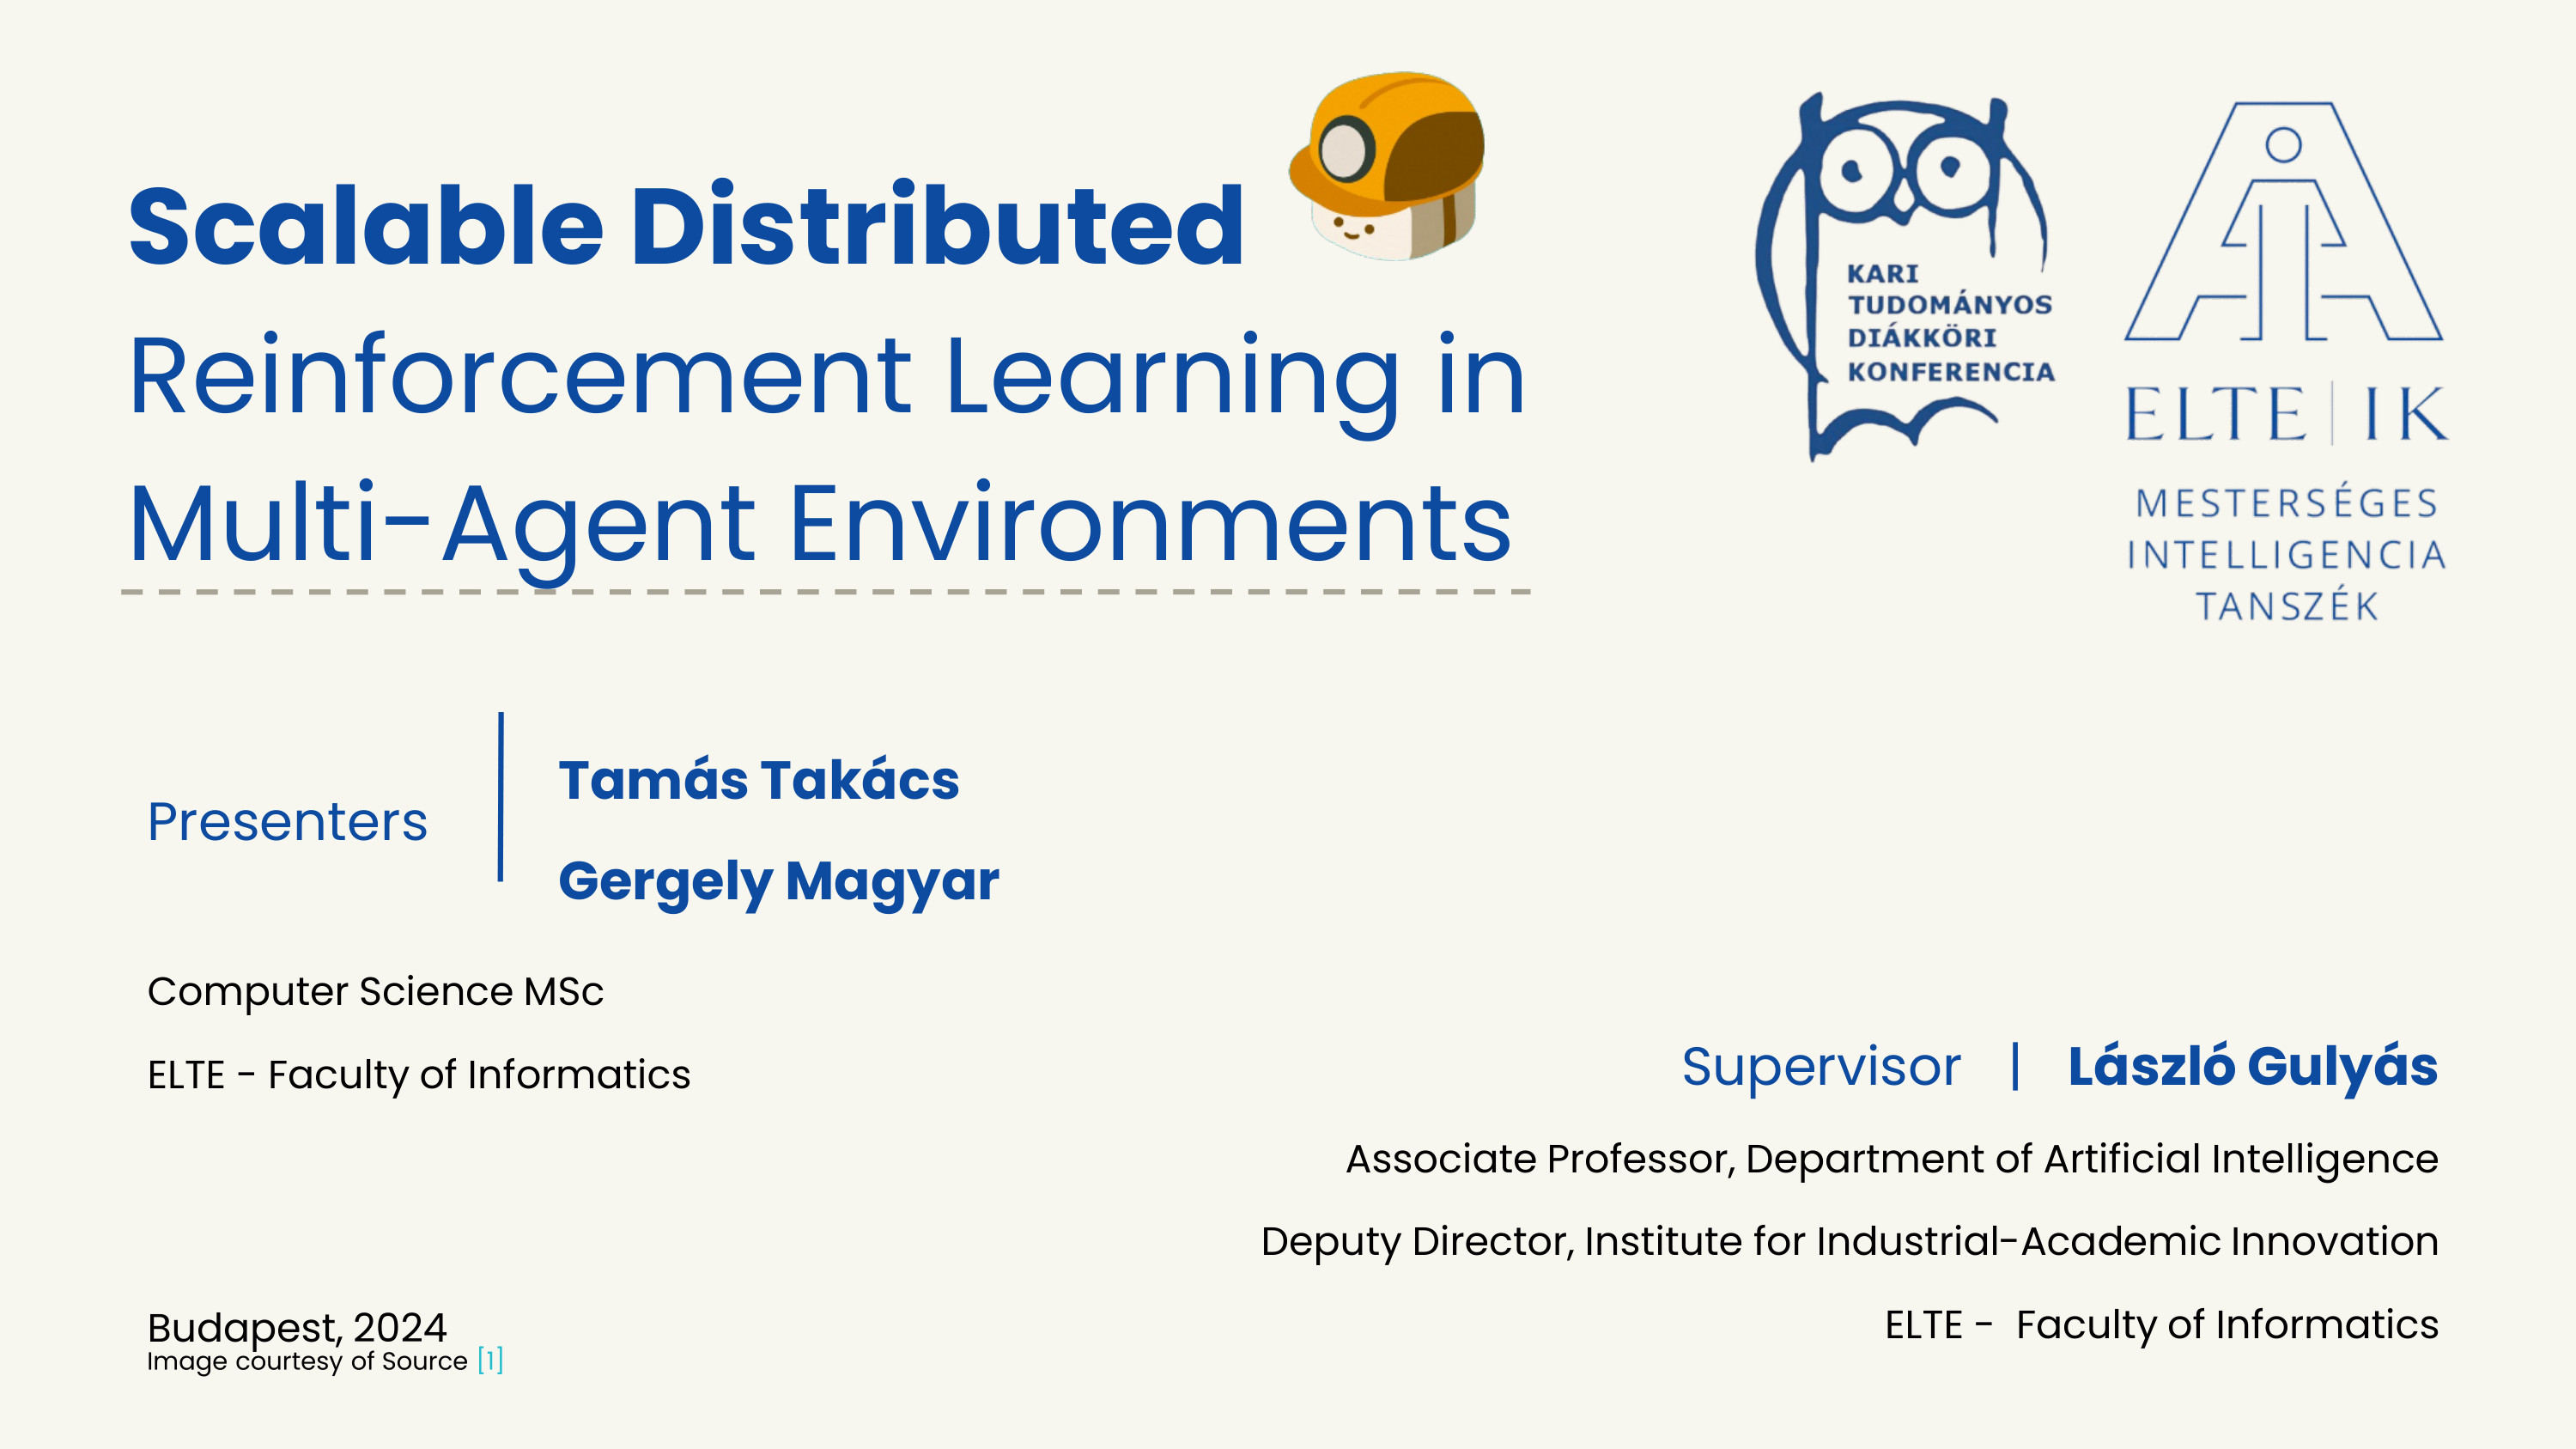 Scalable Distributed
Reinforcement Learning in
Multi-Agent Environments
KARI
TUDOMÁNYOS
DIÁKKÖRI
KONFERENCIA
ELTE | IK
MESTERSÉGES
INTELLIGENCIA
TANSZÉK
Presenters
Tamás Takács
Gergely Magyar
Computer Science MSc
ELTE - Faculty of Informatics
Supervisor | László Gulyás
Associate Professor, Department of Artificial Intelligence
Deputy Director, Institute for Industrial-Academic Innovation
ELTE - Faculty of Informatics
Budapest, 2024
Image courtesy of Source [1]